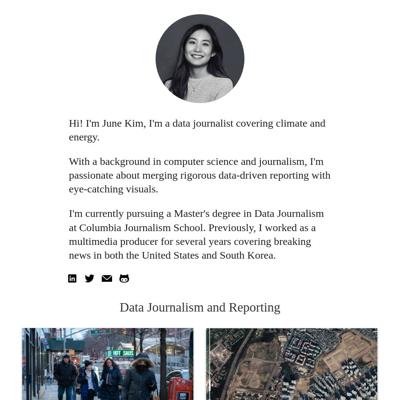 Hi! I'm June Kim, I'm a data journalist covering climate and
energy.
With a background in computer science and journalism, I'm
passionate about merging rigorous data-driven reporting with
eye-catching visuals.
I'm currently pursuing a Master's degree in Data Journalism
at Columbia Journalism School. Previously, I worked as a
multimedia producer for several years covering breaking
news in both the United States and South Korea.
Data Journalism and Reporting